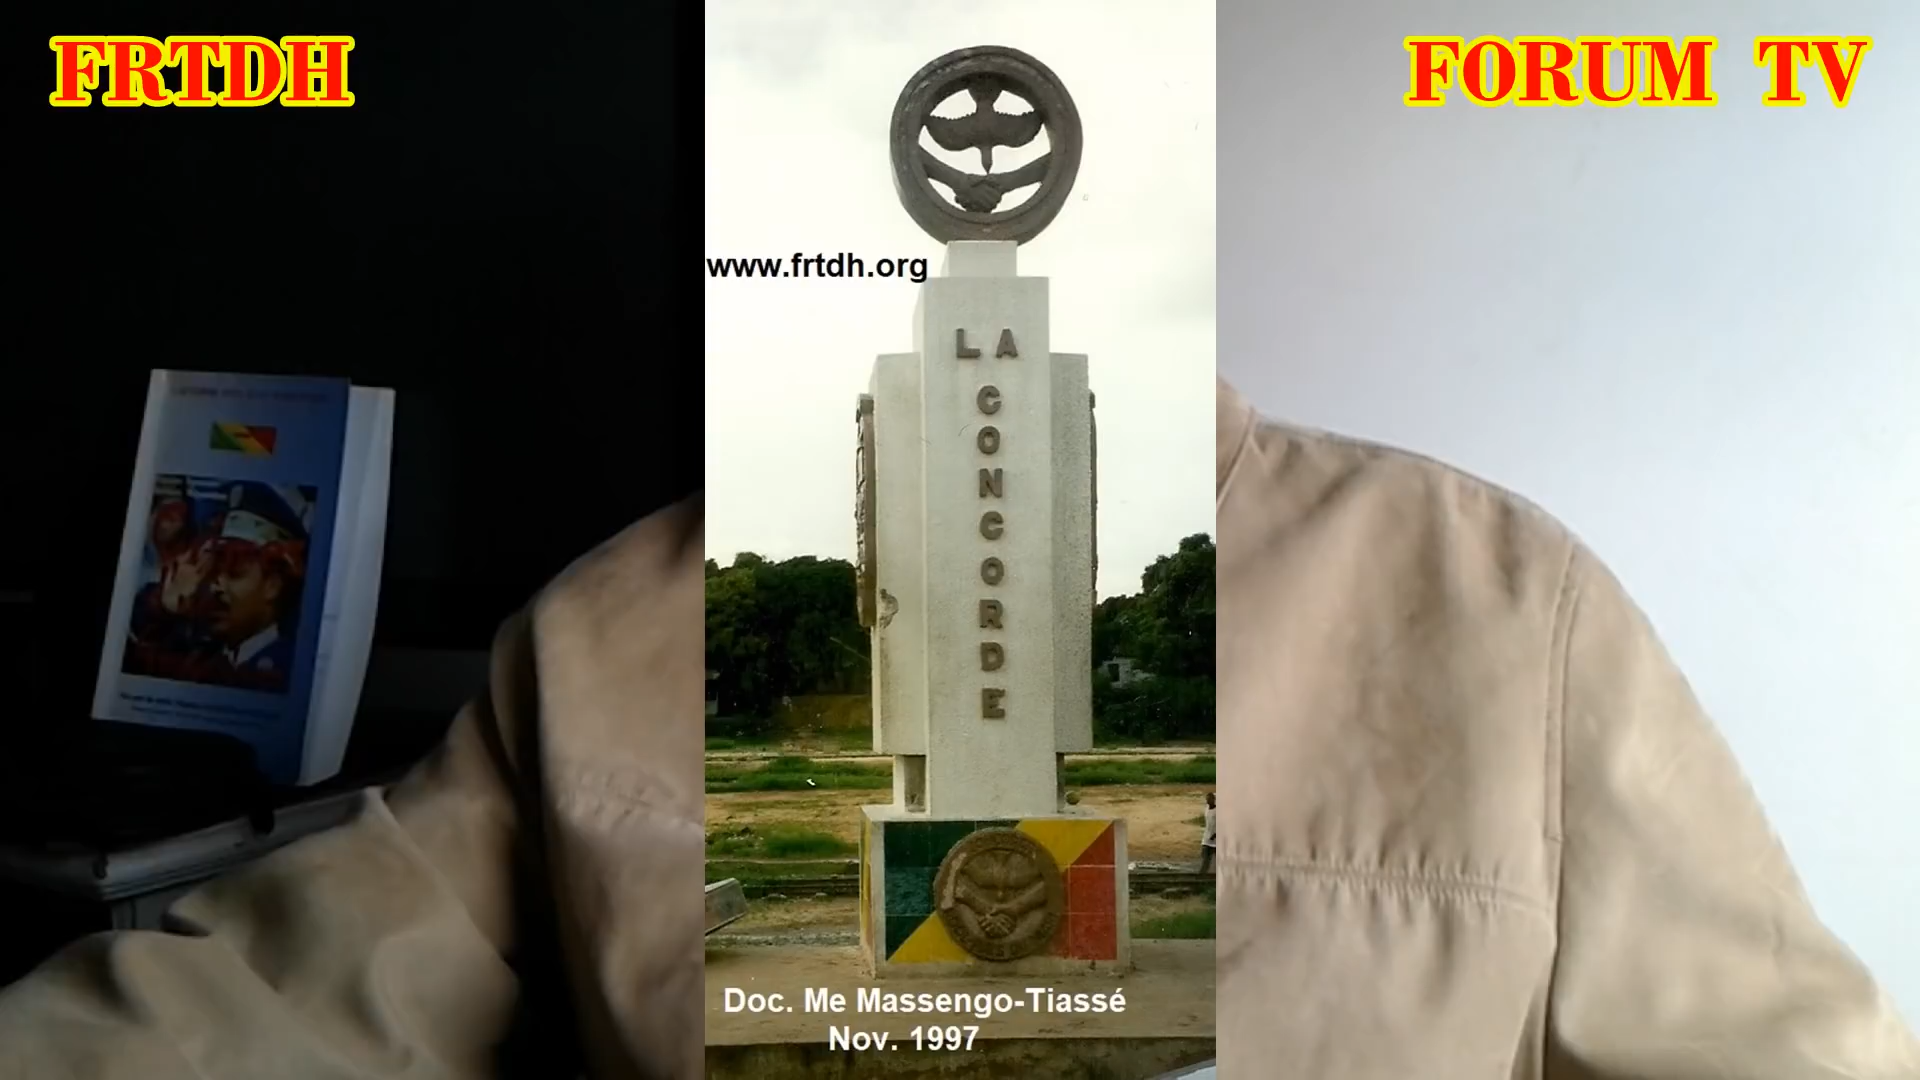 FRTDH
FORUM TV
www.frtdh.org
LA
CONCORDE
Doc. Me Massengo-Tiassé
Nov. 1997